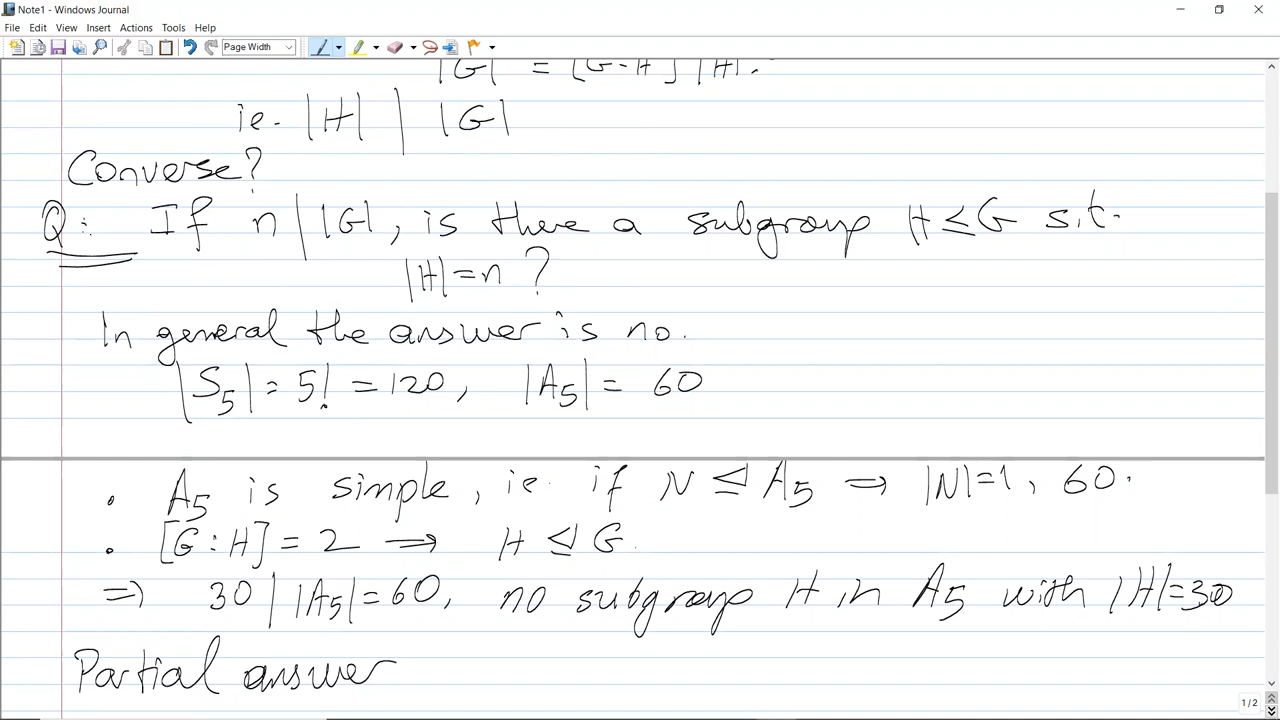 Note1 - Windows Journal
File Edit View Insert Actions Tools Help
Page Width
|G| = [G:H] |H|.
ie. |H| | |G|
Converse?
Q: If n | |G|, is there a subgroup H ≤ G s.t.
|H| = n ?
In general the answer is no.
|S₅| = 5! = 120, |A₅| = 60
• A₅ is simple, ie. if N ⊴ A₅ ⇒ |N|=1, 60.
• [G:H] = 2 → H ⊴ G.
⇒ 30 | |A₅|=60, no subgroup H in A₅ with |H|=30
Partial answer
1/2